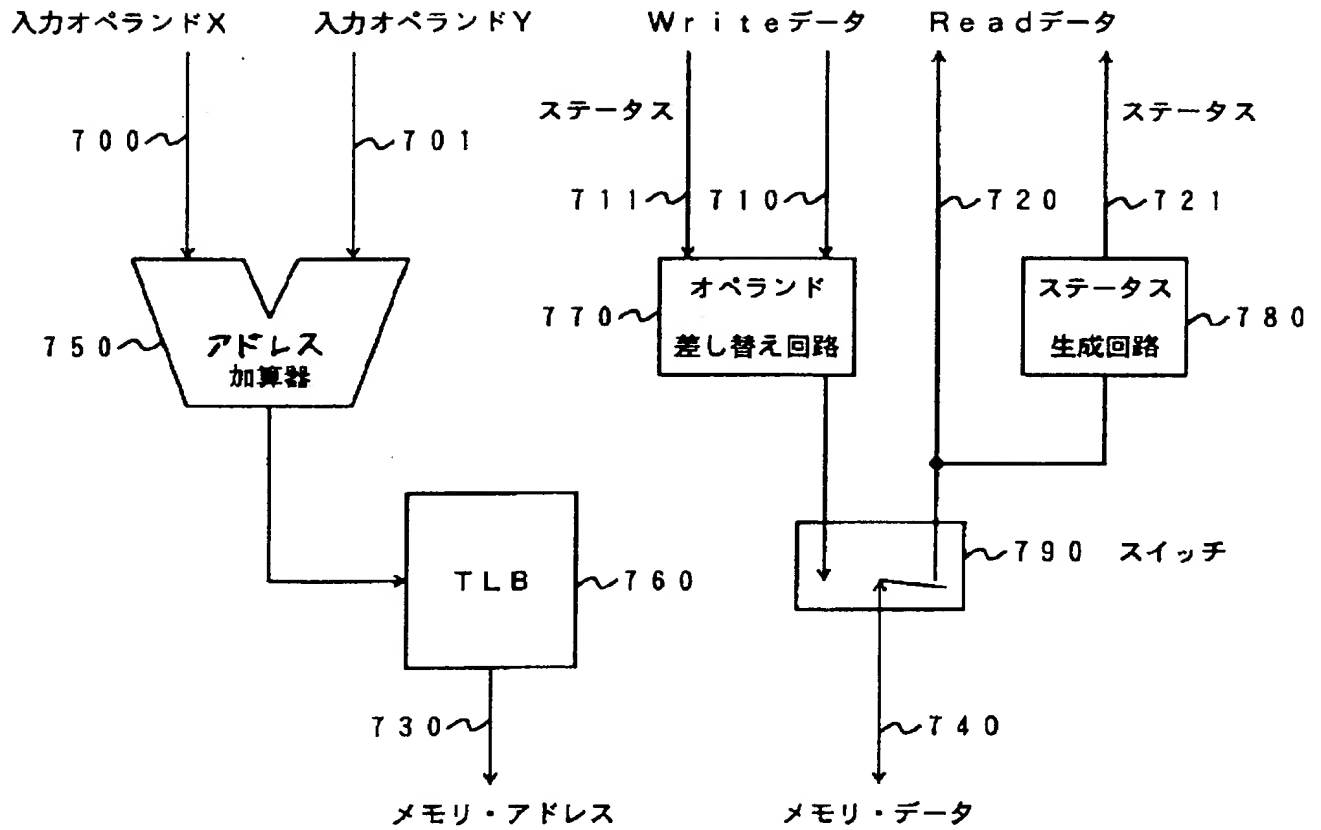 入力オペランドX
入力オペランドY
Writeデータ
Readデータ
ステータス
ステータス
700
701
711
710
720
721
アドレス
加算器
750
オペランド
差し替え回路
770
ステータス
生成回路
780
TLB
760
790 スイッチ
730
740
メモリ・アドレス
メモリ・データ